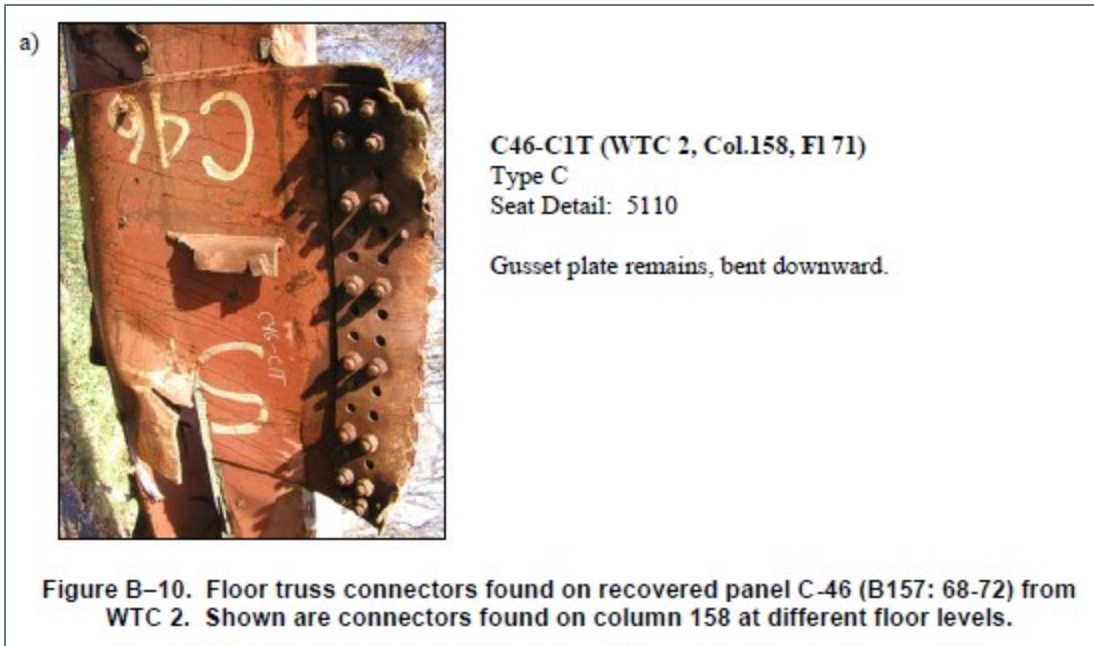 a)
C46
C46-C1T
S
C46-C1T (WTC 2, Col.158, Fl 71)
Type C
Seat Detail: 5110
Gusset plate remains, bent downward.
Figure B–10. Floor truss connectors found on recovered panel C-46 (B157: 68-72) from
WTC 2. Shown are connectors found on column 158 at different floor levels.